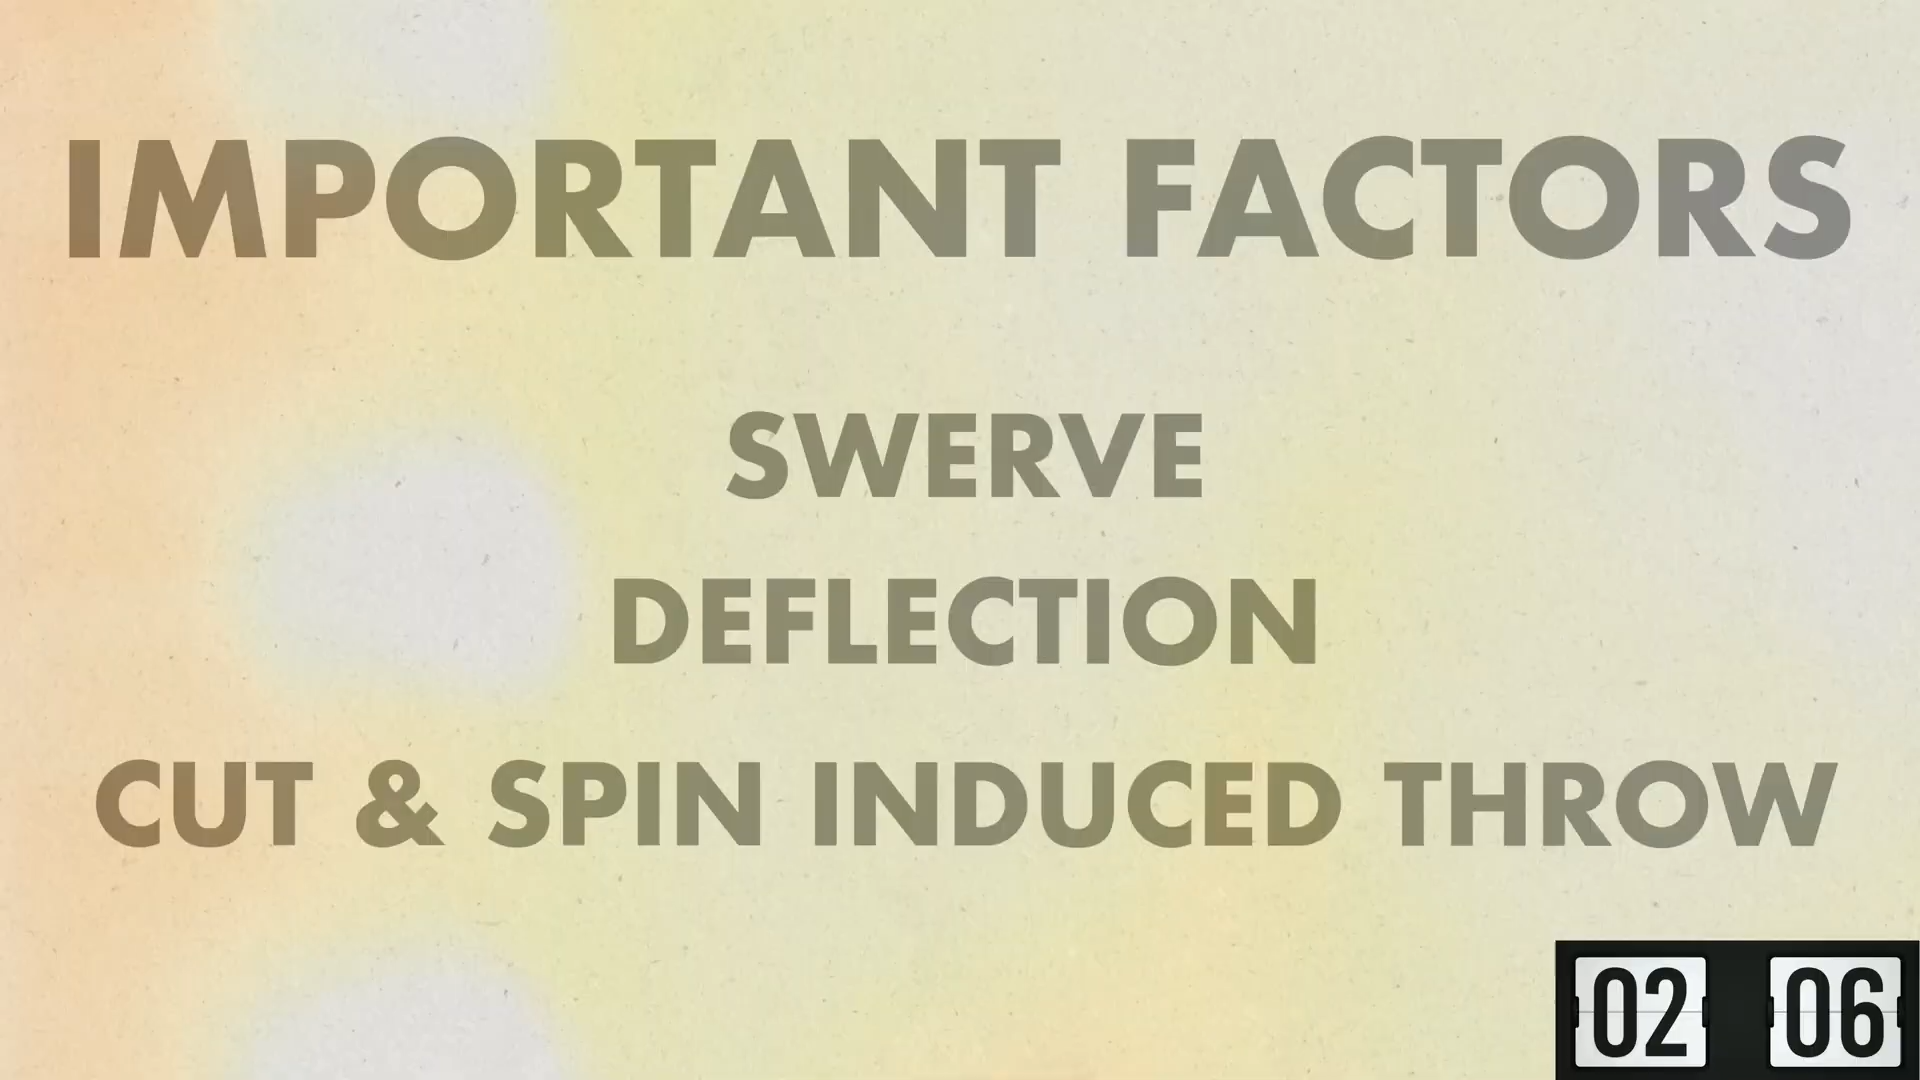 IMPORTANT FACTORS
SWERVE
DEFLECTION
CUT & SPIN INDUCED THROW
02 06